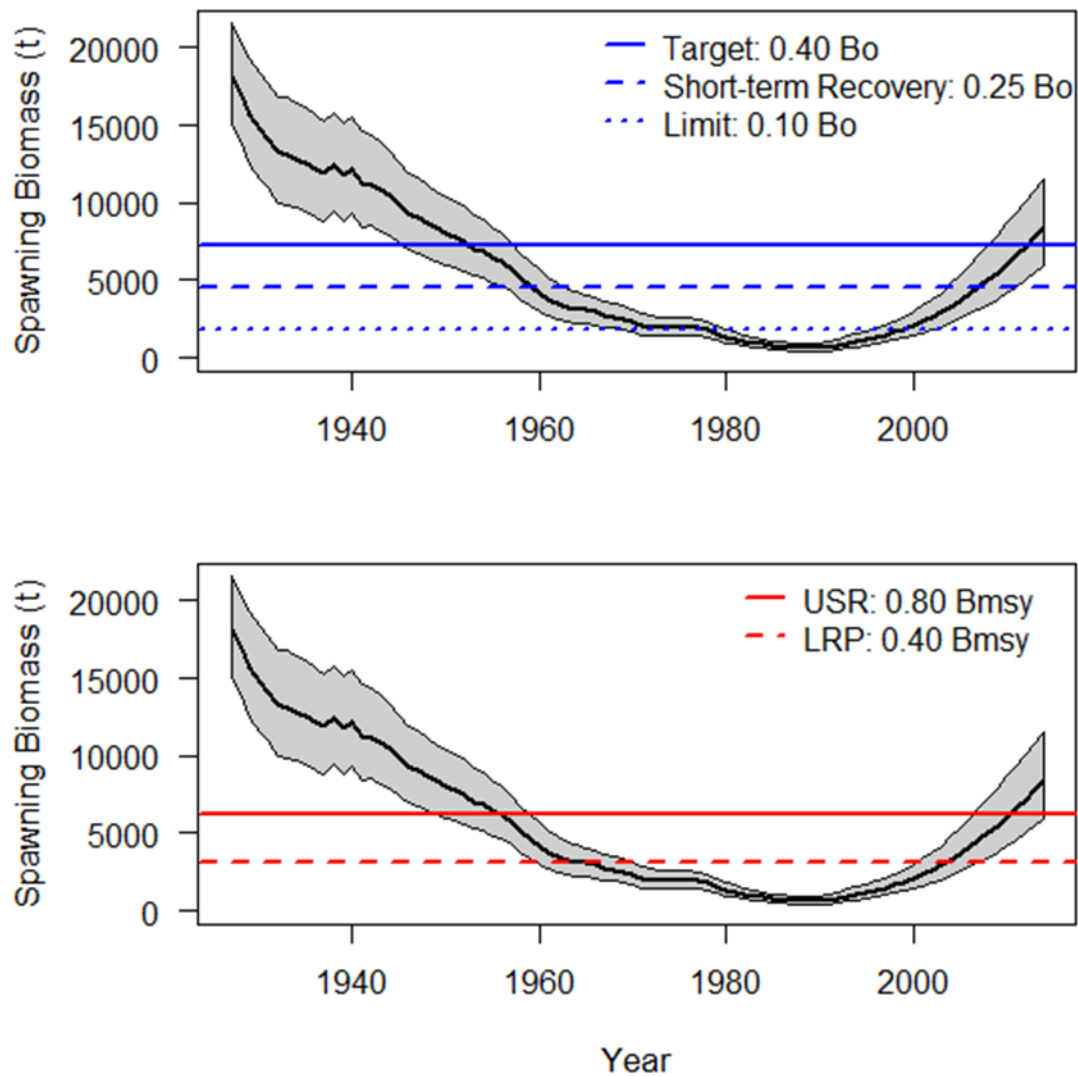 Spawning Biomass (t)
20000
15000
10000
5000
0
Target: 0.40 Bo
Short-term Recovery: 0.25 Bo
Limit: 0.10 Bo
1940 1960 1980 2000
Spawning Biomass (t)
20000
15000
10000
5000
0
USR: 0.80 Bmsy
LRP: 0.40 Bmsy
1940 1960 1980 2000
Year